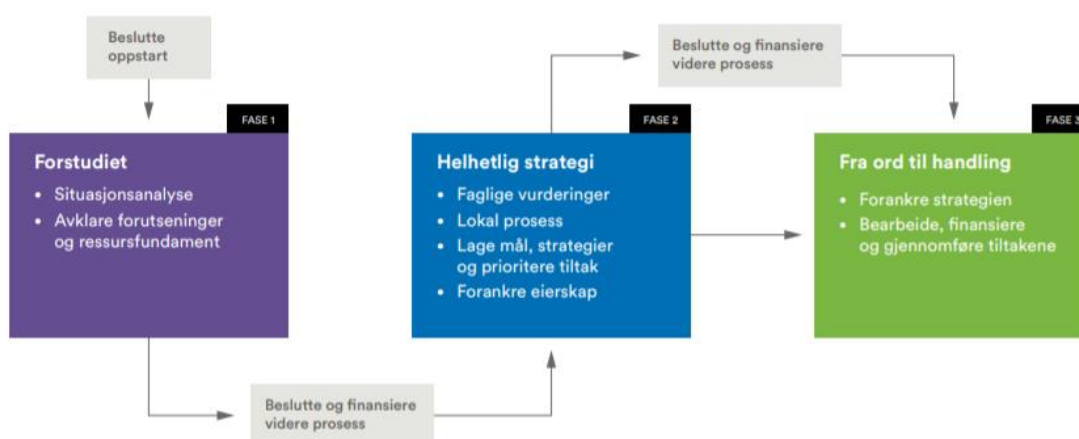 Beslutte
oppstart
FASE 1
Forstudiet
• Situasjonsanalyse
• Avklare forutseninger
og ressursfundament
Beslutte og finansiere
videre prosess
FASE 2
Helhetlig strategi
• Faglige vurderinger
• Lokal prosess
• Lage mål, strategier
og prioritere tiltak
• Forankre eierskap
Beslutte og finansiere
videre prosess
FASE 3
Fra ord til handling
• Forankre strategien
• Bearbeide, finansiere
og gjennomføre tiltakene